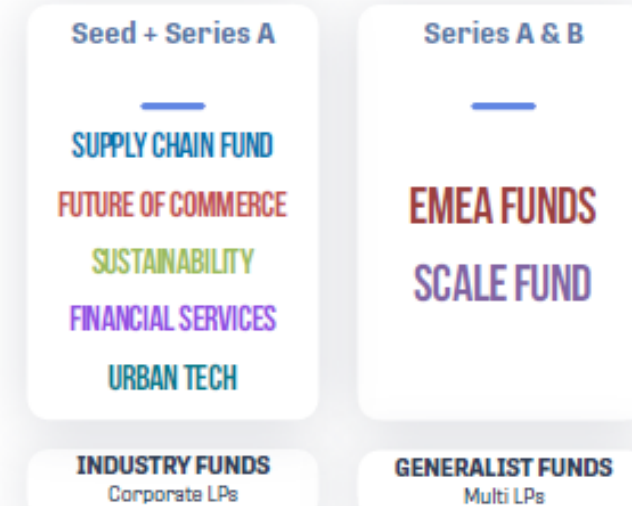 Seed + Series A
SUPPLY CHAIN FUND
FUTURE OF COMMERCE
SUSTAINABILITY
FINANCIAL SERVICES
URBAN TECH
INDUSTRY FUNDS
Corporate LPs
Series A & B
EMEA FUNDS
SCALE FUND
GENERALIST FUNDS
Multi LPs